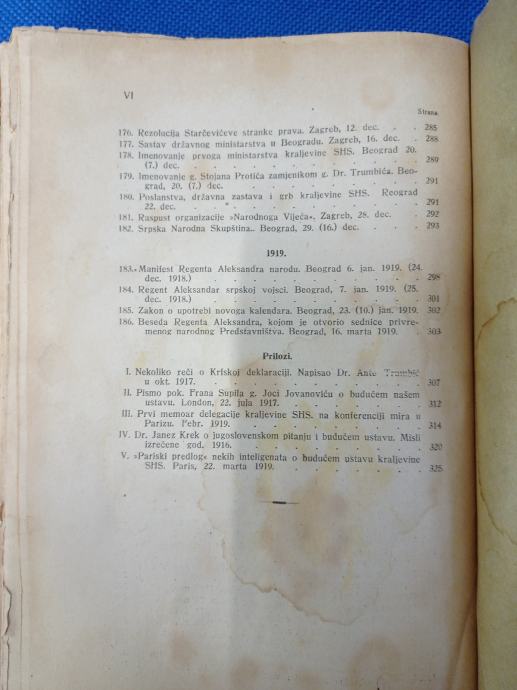 VI
Strana
176. Rezolucija Starčevićeve stranke prava. Zagreb, 12. dec. . . 285
177. Sastav državnog ministarstva u Beogradu. Zagreb, 16. dec. . 288
178. Imenovanje prvoga ministarstva kraljevine SHS. Beograd 20.
(7.) dec. . . . . . . . . . . 289
179. Imenovanje g. Stojana Protića zamjenikom g. Dr. Trumbića. Beo-
grad, 20. (7.) dec. . . . . . . . . . 291
180. Poslanstva, državna zastava i grb kraljevine SHS. Beograd
22. dec. . . . . . . . . . . 291
181. Raspust organizacije »Narodnoga Vijeća«, Zagreb, 28. dec. . 292
182. Srpska Narodna Skupština. Beograd, 29. (16.) dec. . . 293
1919.
183. Manifest Regenta Aleksandra narodu. Beograd 6. jan. 1919. (24.
dec. 1918.) . . . . . . . . . . 298
184. Regent Aleksandar srpskoj vojsci. Beograd, 7. jan. 1919. (25.
dec. 1918.) . . . . . . . . . . 301
185. Zakon o upotrebi novoga kalendara. Beograd, 23. (10.) jan. 1919. 302
186. Beseda Regenta Aleksandra, kojom je otvorio sednice privre-
menog narodnog Predstavništva. Beograd, 16. marta 1919. . 303
Prilozi.
I. Nekoliko reči o Krfskoj deklaraciji. Napisao Dr. Ante Trumbić
u okt. 1917. . . . . . . . . . 307
II. Pismo pok. Frana Supila g. Joci Jovanoviću o budućem našem
ustavu. London, 22. jula 1917. . . . . . . 312
III. Prvi memoar delegacije kraljevine SHS. na konferenciji mira u
Parizu. Febr. 1919. . . . . . . . . 314
IV. Dr. Janez Krek o jugoslovenskom pitanju i budućem ustavu. Misli
izrečene god. 1916. . . . . . . . . 320
V. »Pariski predlog« nekih inteligenata o budućem ustavu kraljevine
SHS. Paris, 22. marta 1919. . . . . . . 325